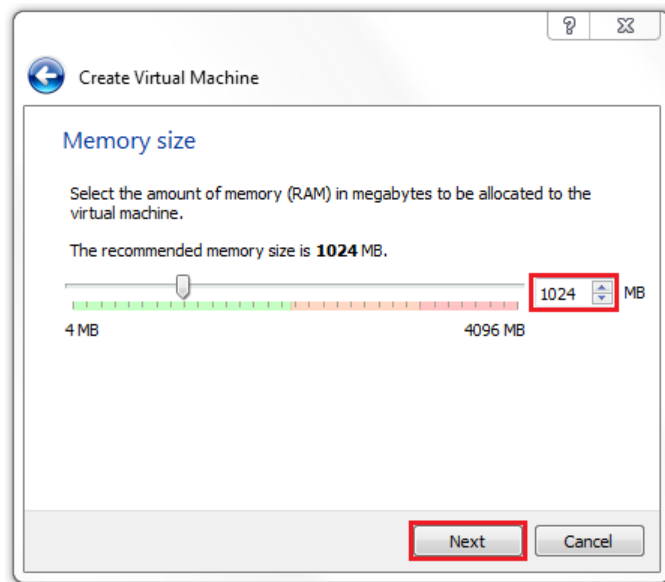 ?
Create Virtual Machine
Memory size
Select the amount of memory (RAM) in megabytes to be allocated to the
virtual machine.
The recommended memory size is 1024 MB.
1024 MB
4 MB 4096 MB
Next Cancel